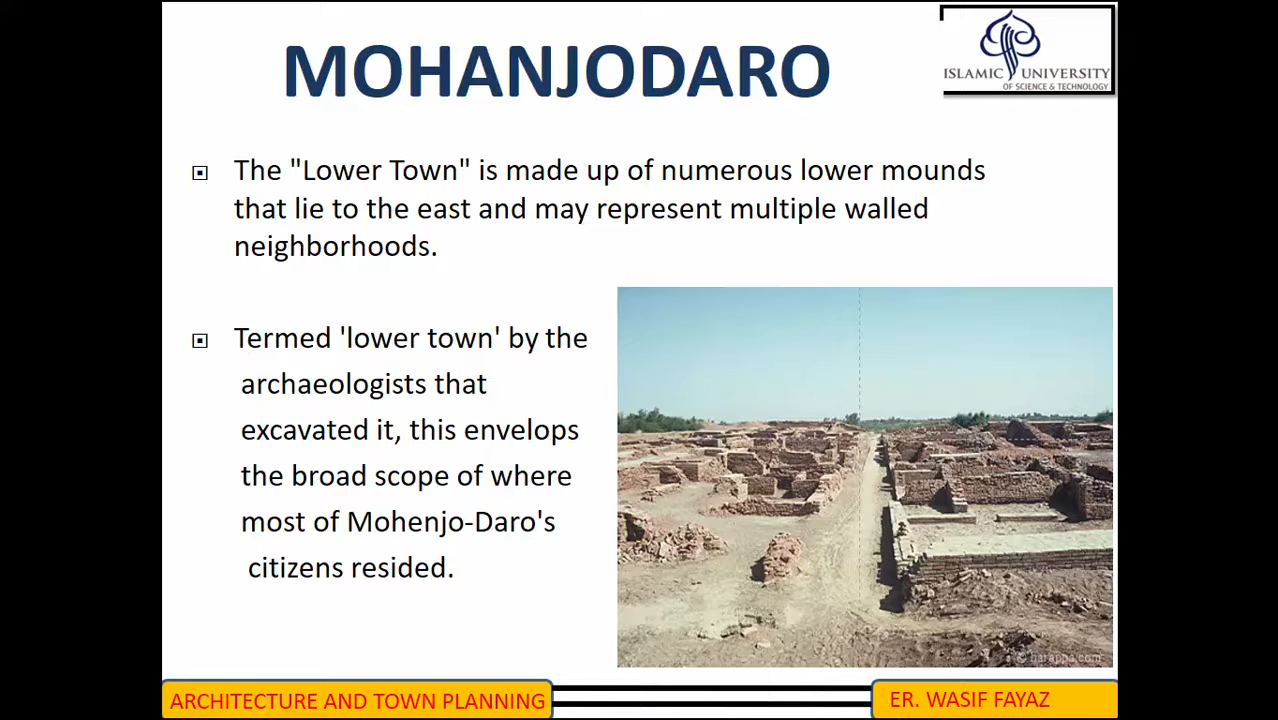 MOHANJODARO
ISLAMIC UNIVERSITY
OF SCIENCE & TECHNOLOGY
The "Lower Town" is made up of numerous lower mounds
that lie to the east and may represent multiple walled
neighborhoods.
Termed 'lower town' by the
archaeologists that
excavated it, this envelops
the broad scope of where
most of Mohenjo-Daro's
citizens resided.
© harappa.com
ARCHITECTURE AND TOWN PLANNING
ER. WASIF FAYAZ